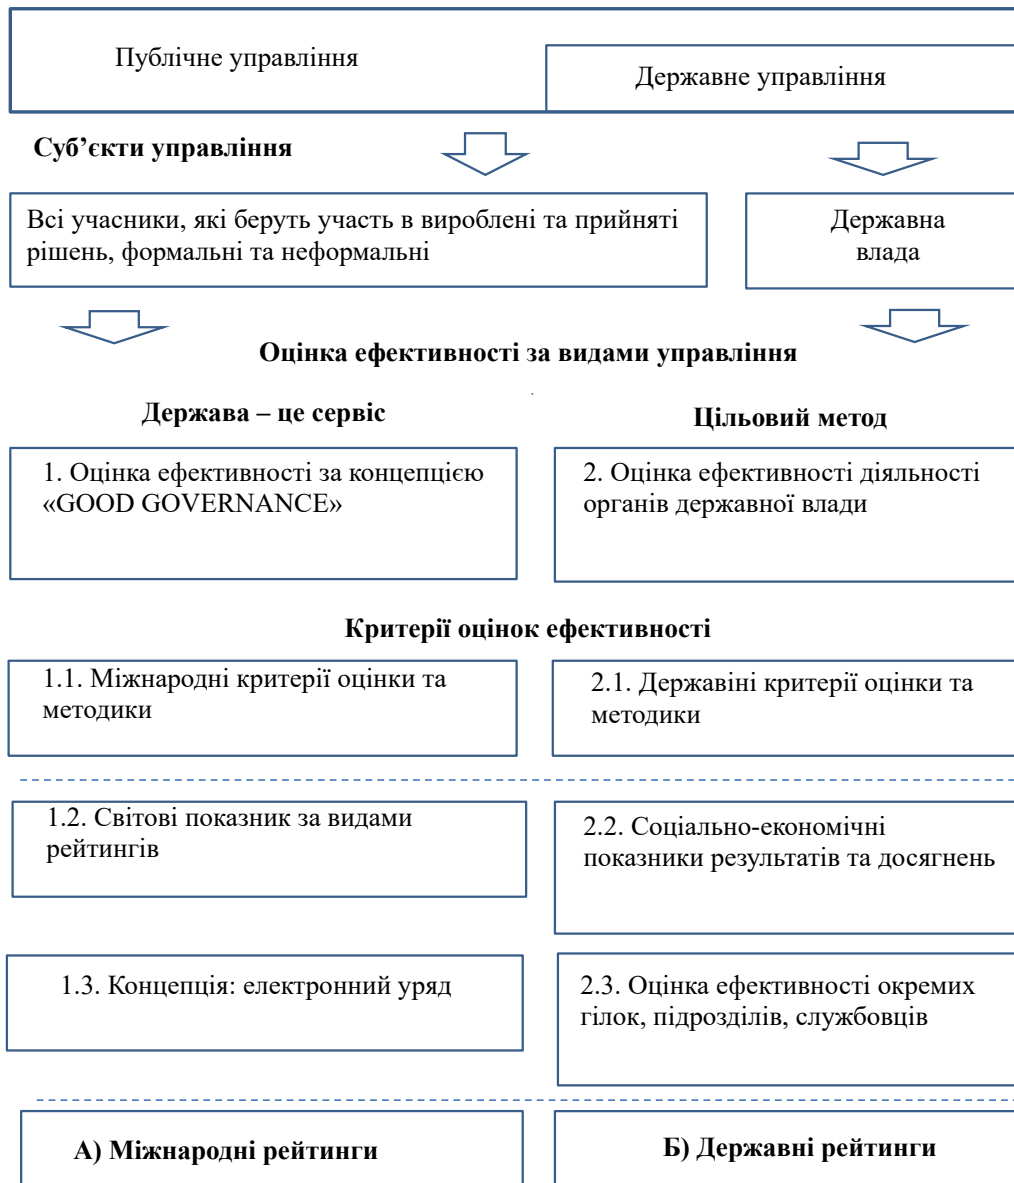 Публічне управління
Державне управління
Суб’єкти управління
Всі учасники, які беруть участь в вироблені та прийняті
рішень, формальні та неформальні
Державна
влада
Оцінка ефективності за видами управління
Держава – це сервіс
Цільовий метод
1. Оцінка ефективності за концепцією
«GOOD GOVERNANCE»
2. Оцінка ефективності діяльності
органів державної влади
Критерії оцінок ефективності
1.1. Міжнародні критерії оцінки та
методики
2.1. Державіні критерії оцінки та
методики
1.2. Світові показник за видами
рейтингів
2.2. Соціально-економічні
показники результатів та досягнень
1.3. Концепція: електронний уряд
2.3. Оцінка ефективності окремих
гілок, підрозділів, службовців
А) Міжнародні рейтинги
Б) Державні рейтинги